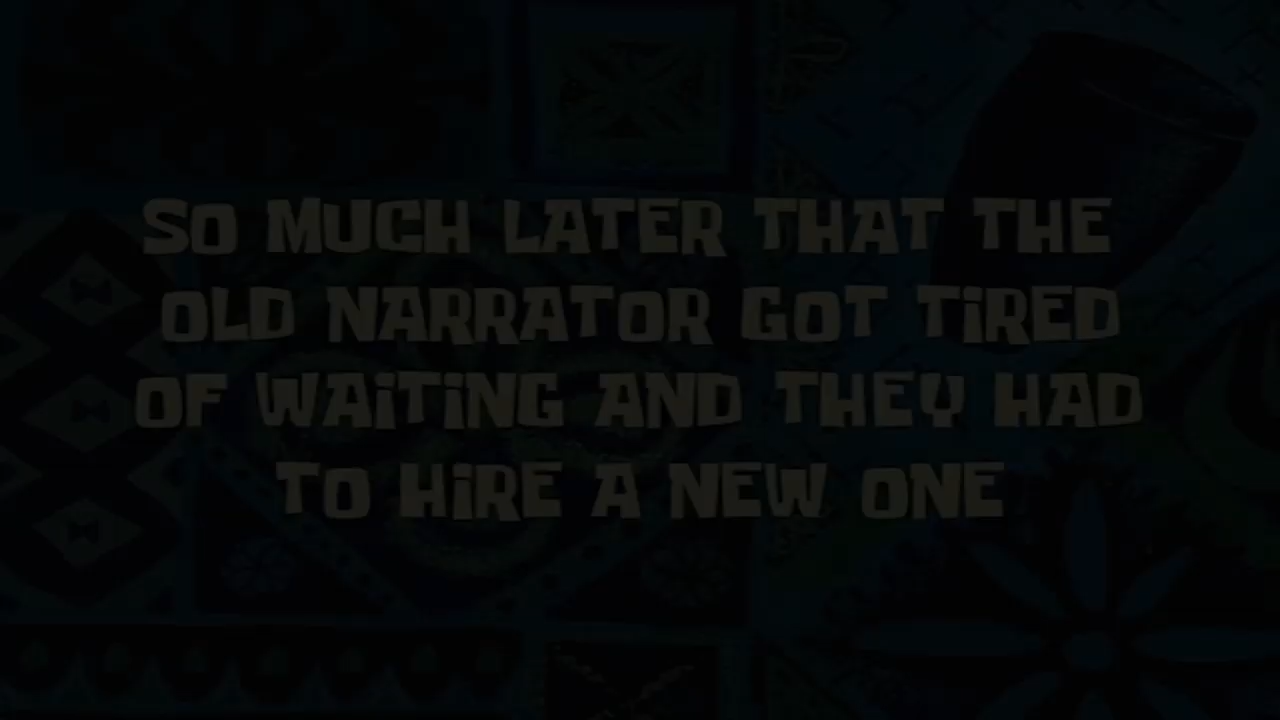 SO MUCH LATER THAT THE
OLD NARRATOR GOT TIRED
OF WAITING AND THEY HAD
TO HIRE A NEW ONE